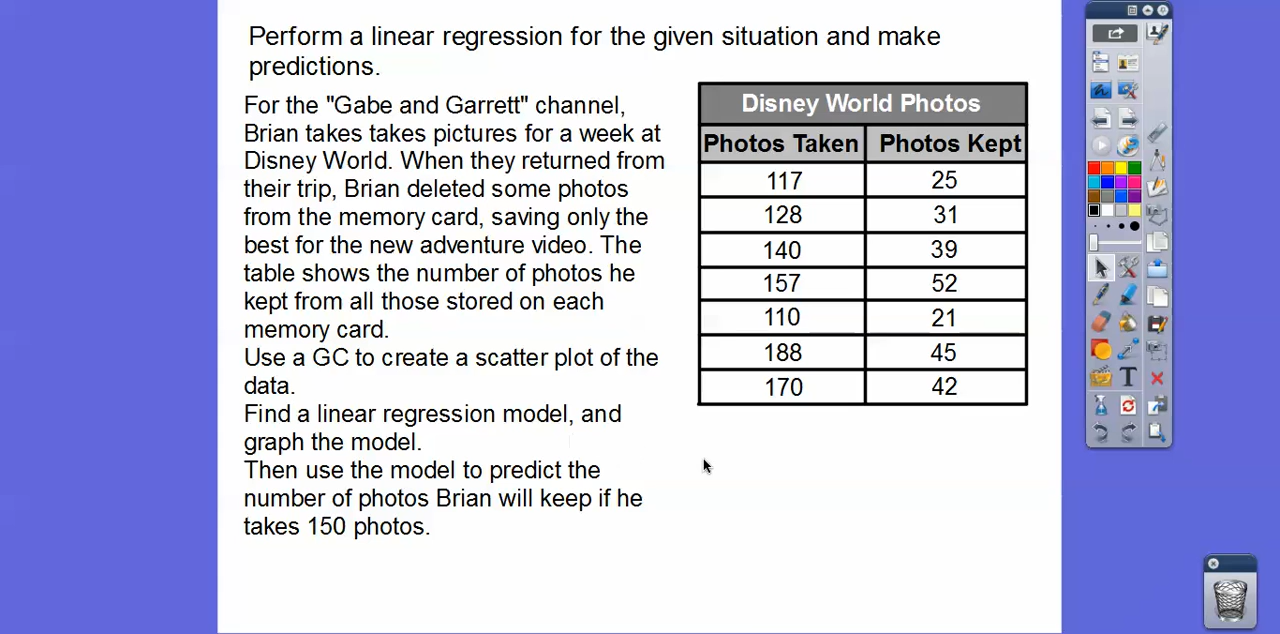 Perform a linear regression for the given situation and make
predictions.
For the "Gabe and Garrett" channel,
Brian takes takes pictures for a week at
Disney World. When they returned from
their trip, Brian deleted some photos
from the memory card, saving only the
best for the new adventure video. The
table shows the number of photos he
kept from all those stored on each
memory card.
Use a GC to create a scatter plot of the
data.
Find a linear regression model, and
graph the model.
Then use the model to predict the
number of photos Brian will keep if he
takes 150 photos.
Disney World Photos
Photos Taken Photos Kept
117 25
128 31
140 39
157 52
110 21
188 45
170 42